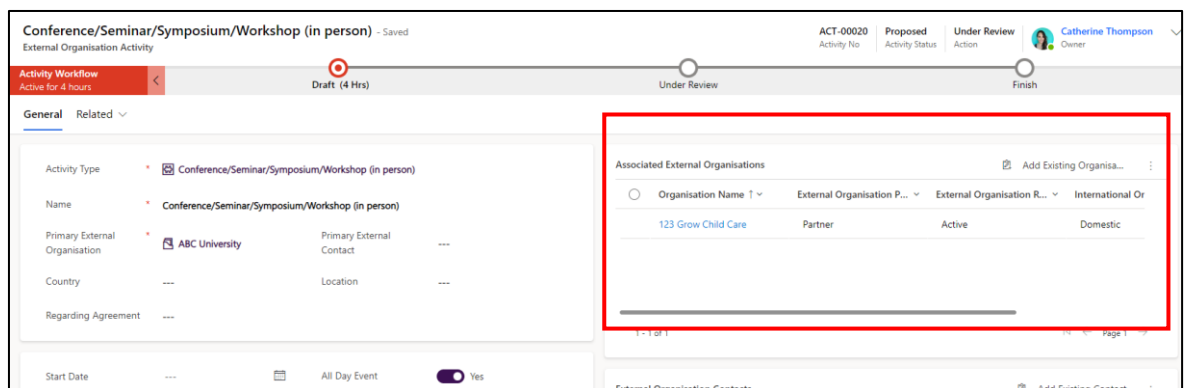 Conference/Seminar/Symposium/Workshop (in person) - Saved
External Organisation Activity
ACT-00020
Activity No
Proposed
Activity Status
Under Review
Action
Catherine Thompson
Owner
Activity Workflow
Active for 4 hours
Draft (4 Hrs)
Under Review
Finish
General Related
Activity Type * Conference/Seminar/Symposium/Workshop (in person)
Name * Conference/Seminar/Symposium/Workshop (in person)
Primary External Organisation * ABC University
Primary External Contact ---
Country ---
Location ---
Regarding Agreement ---
Start Date ---
All Day Event Yes
Associated External Organisations
Add Existing Organisa...
Organisation Name ↑ External Organisation P... External Organisation R... International Or
123 Grow Child Care Partner Active Domestic
1 - 1 of 1
Page 1
External Organisation Contacts
Add Existing Contact